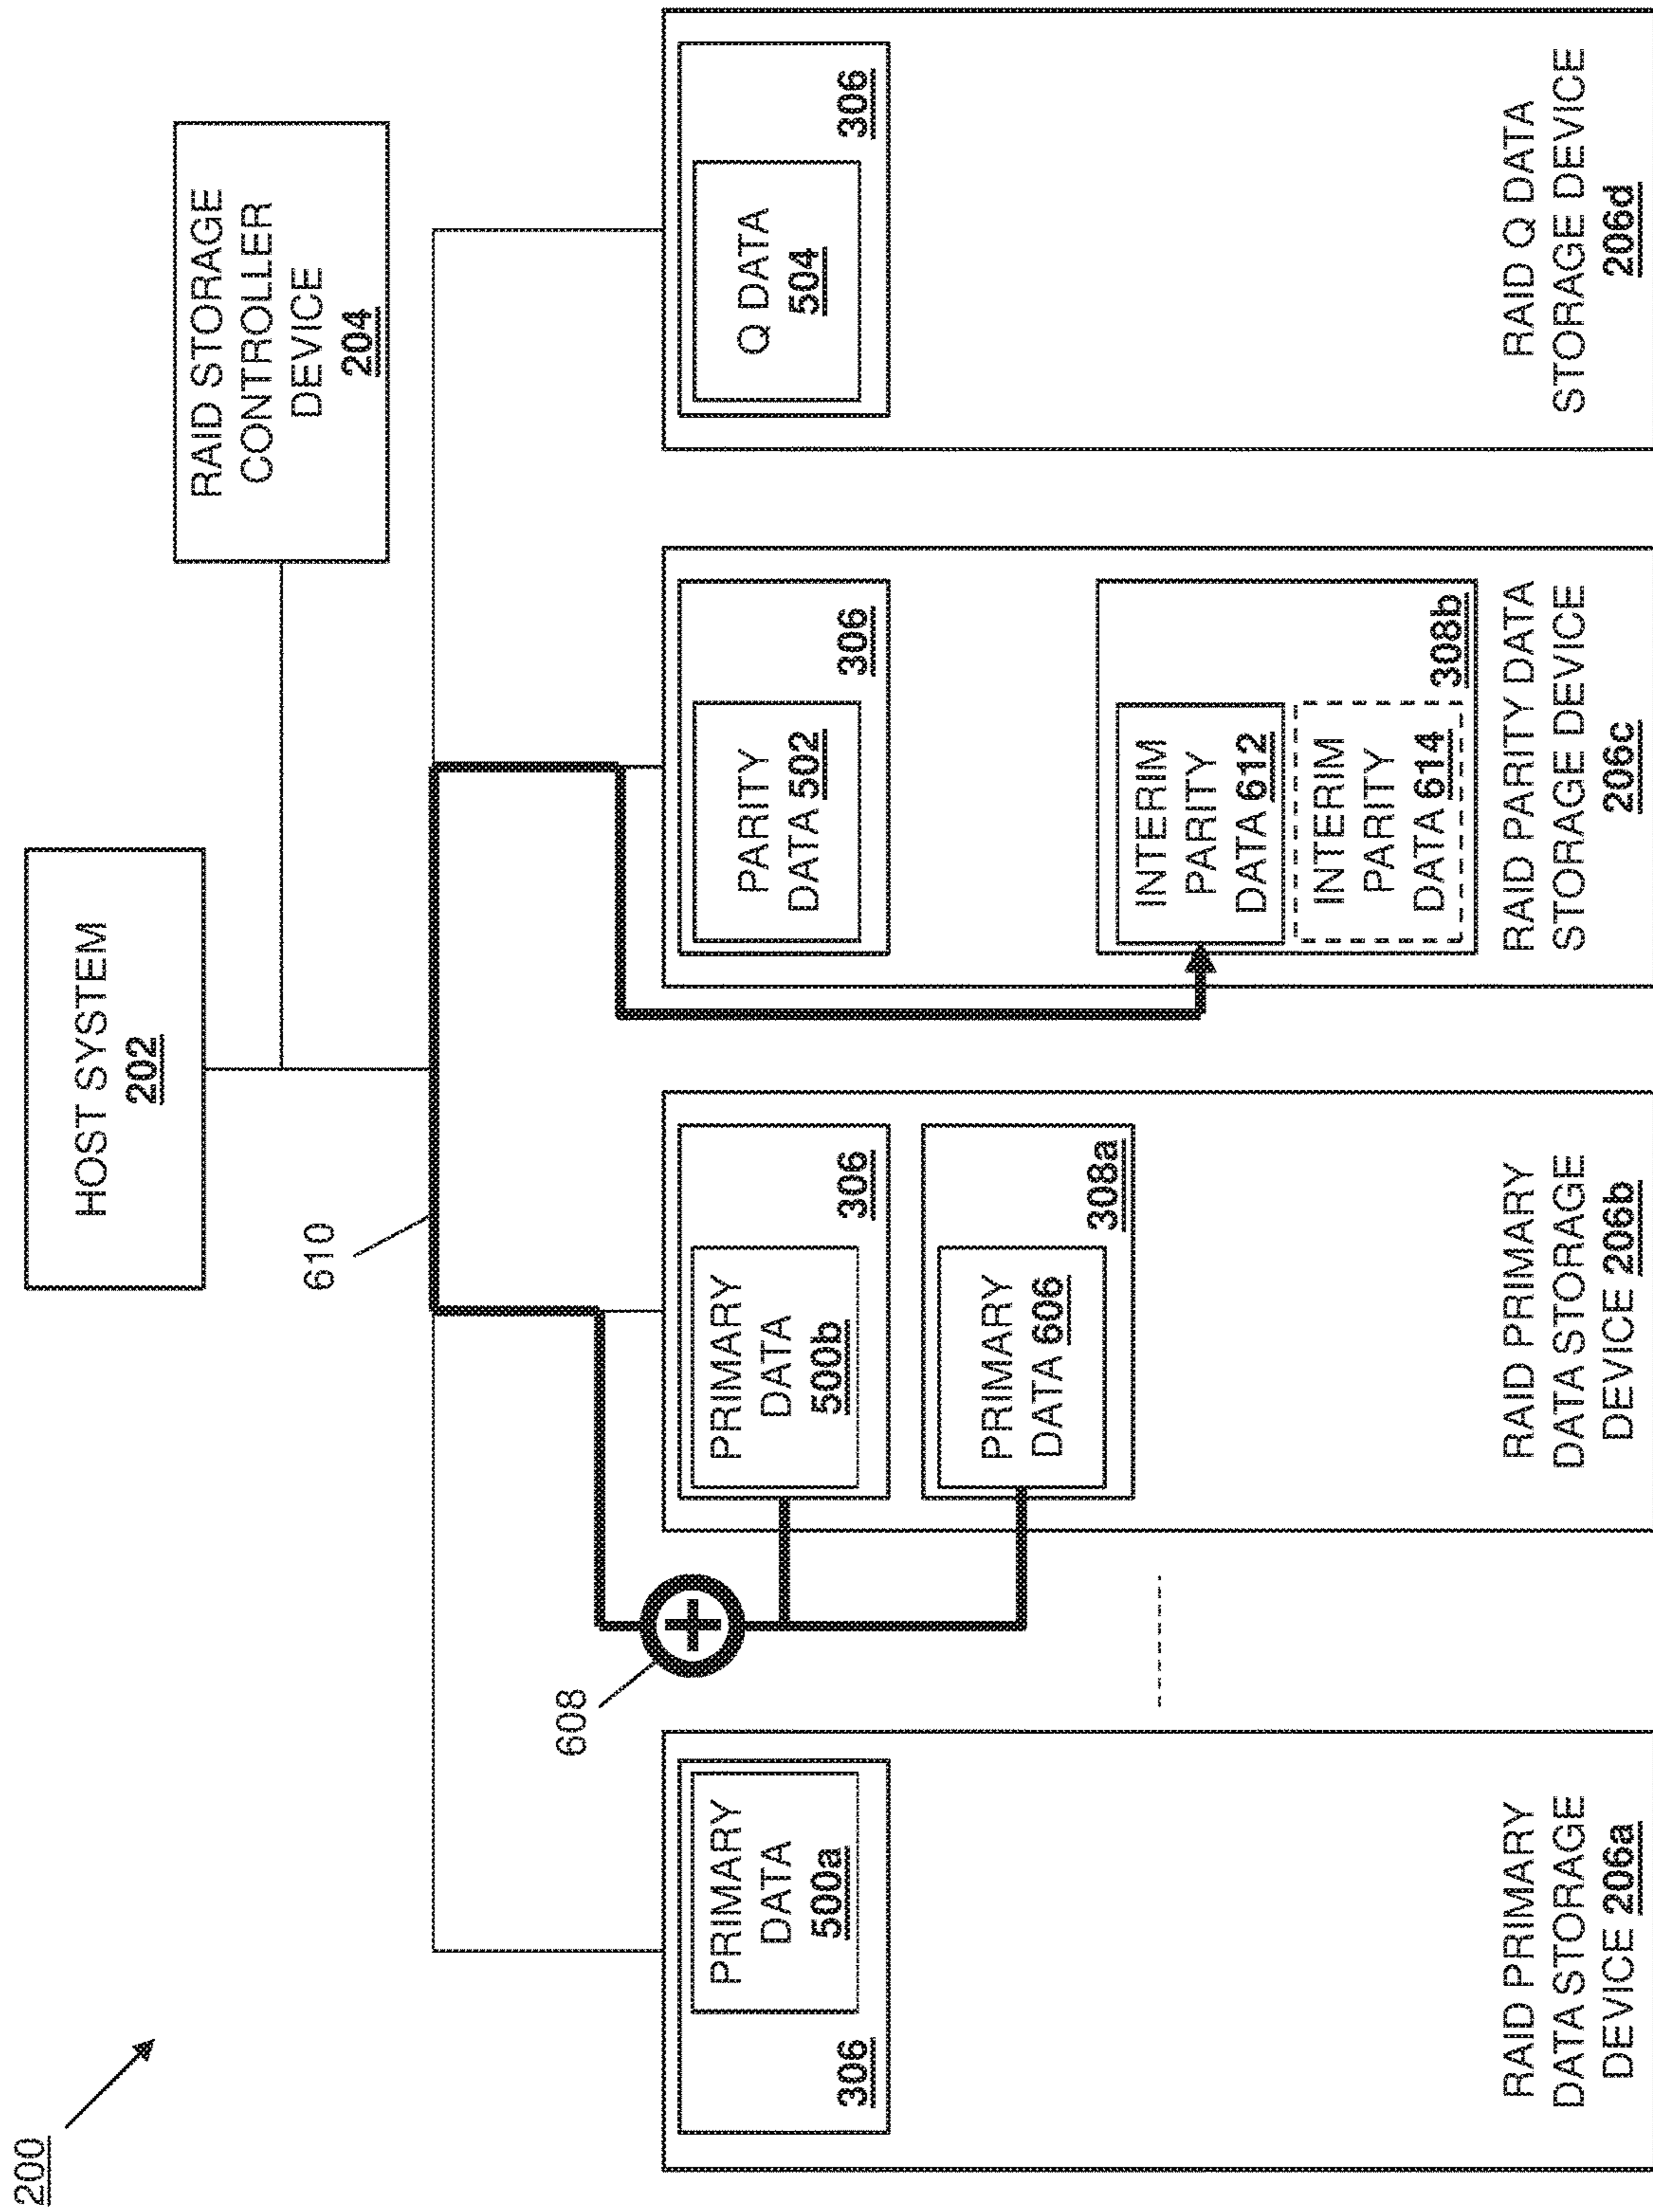 200
HOST SYSTEM
202
RAID STORAGE
CONTROLLER
DEVICE
204
610
608
PRIMARY
DATA
500a
306
RAID PRIMARY
DATA STORAGE
DEVICE 206a
PRIMARY
DATA
500b
306
PRIMARY
DATA 606
308a
RAID PRIMARY
DATA STORAGE
DEVICE 206b
PARITY
DATA 502
306
INTERIM
PARITY
DATA 612
INTERIM
PARITY
DATA 614
308b
RAID PARITY DATA
STORAGE DEVICE
206c
Q DATA
504
306
RAID Q DATA
STORAGE DEVICE
206d